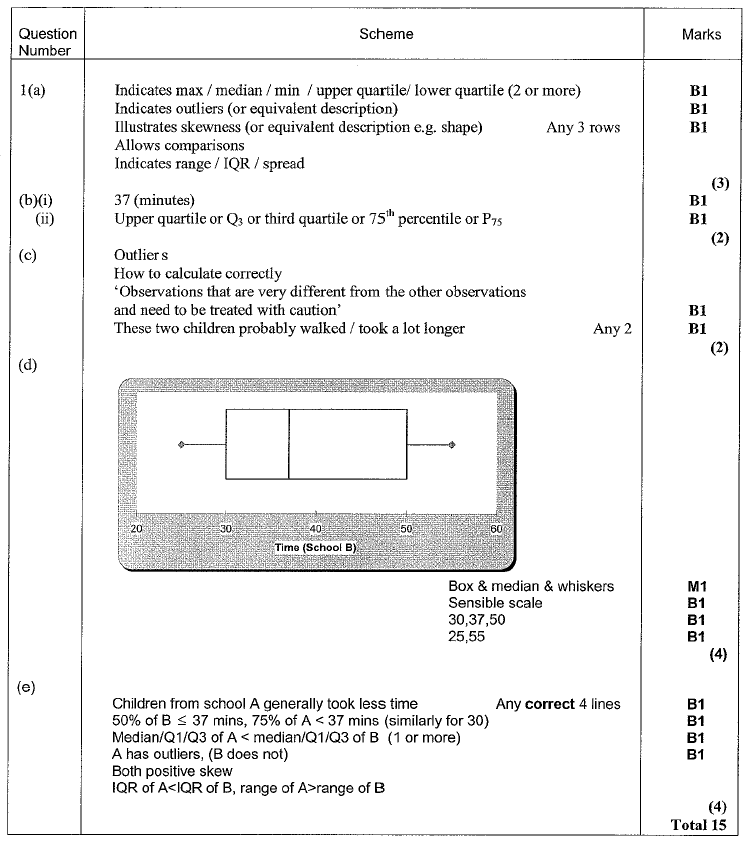 Question Number Scheme Marks
1(a) Indicates max / median / min / upper quartile/ lower quartile (2 or more) B1
Indicates outliers (or equivalent description) B1
Illustrates skewness (or equivalent description e.g. shape) Any 3 rows B1
Allows comparisons
Indicates range / IQR / spread
(3)
(b)(i) 37 (minutes) B1
(ii) Upper quartile or Q3 or third quartile or 75th percentile or P75 B1
(2)
(c) Outliers
How to calculate correctly
‘Observations that are very different from the other observations
and need to be treated with caution’ B1
These two children probably walked / took a lot longer Any 2 B1
(2)
(d)
20 30 40 50 60
Time (School B)
Box & median & whiskers M1
Sensible scale B1
30,37,50 B1
25,55 B1
(4)
(e)
Children from school A generally took less time Any correct 4 lines B1
50% of B ≤ 37 mins, 75% of A < 37 mins (similarly for 30) B1
Median/Q1/Q3 of A < median/Q1/Q3 of B (1 or more) B1
A has outliers, (B does not) B1
Both positive skew
IQR of A<IQR of B, range of A>range of B
(4)
Total 15